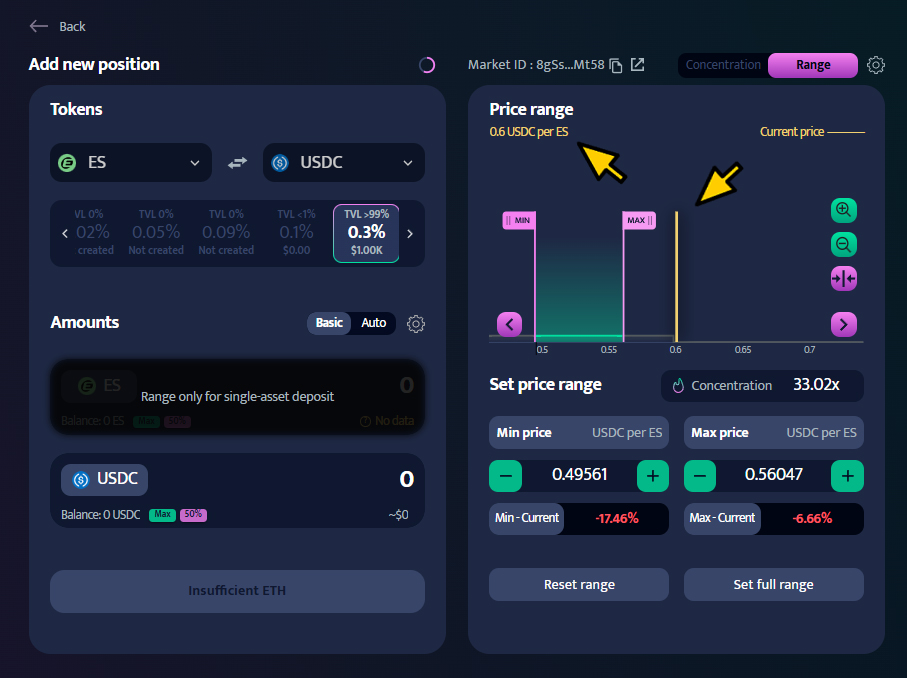 Back
Add new position
Market ID : 8gSs...Mt58
Concentration
Range
Tokens
ES
USDC
VL 0%
02%
created
TVL 0%
0.05%
Not created
TVL 0%
0.09%
Not created
TVL <1%
0.1%
$0.00
TVL >99%
0.3%
$1.00K
Amounts
Basic
Auto
ES
0
Range only for single-asset deposit
Balance: 0 ES
Max
50%
No data
USDC
0
Balance: 0 USDC
Max
50%
~$0
Insufficient ETH
Price range
0.6 USDC per ES
Current price
MIN
MAX
0.5
0.55
0.6
0.65
0.7
Set price range
Concentration
33.02x
Min price
USDC per ES
Max price
USDC per ES
0.49561
0.56047
Min - Current
-17.46%
Max - Current
-6.66%
Reset range
Set full range